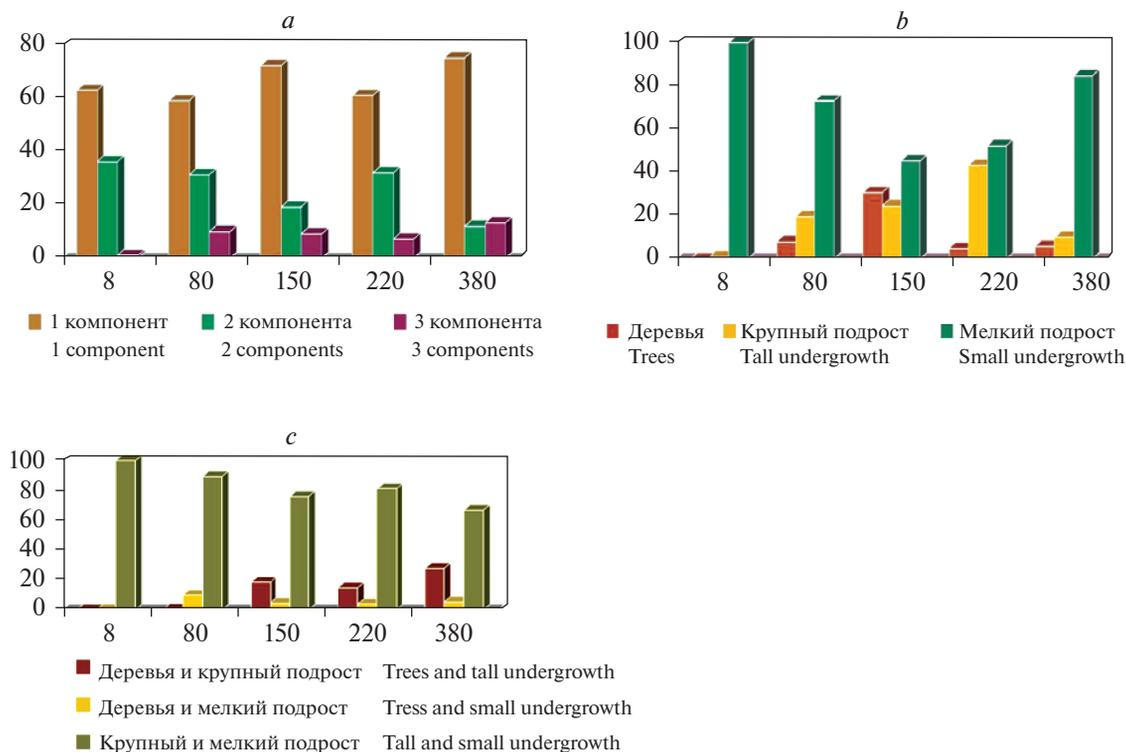 a
80
60
40
20
0
8 80 150 220 380
1 компонент 2 компонента 3 компонента
1 component 2 components 3 components
b
100
80
60
40
20
0
8 80 150 220 380
Деревья Крупный подрост Мелкий подрост
Trees Tall undergrowth Small undergrowth
c
100
80
60
40
20
0
8 80 150 220 380
Деревья и крупный подрост Trees and tall undergrowth
Деревья и мелкий подрост Tress and small undergrowth
Крупный и мелкий подрост Tall and small undergrowth